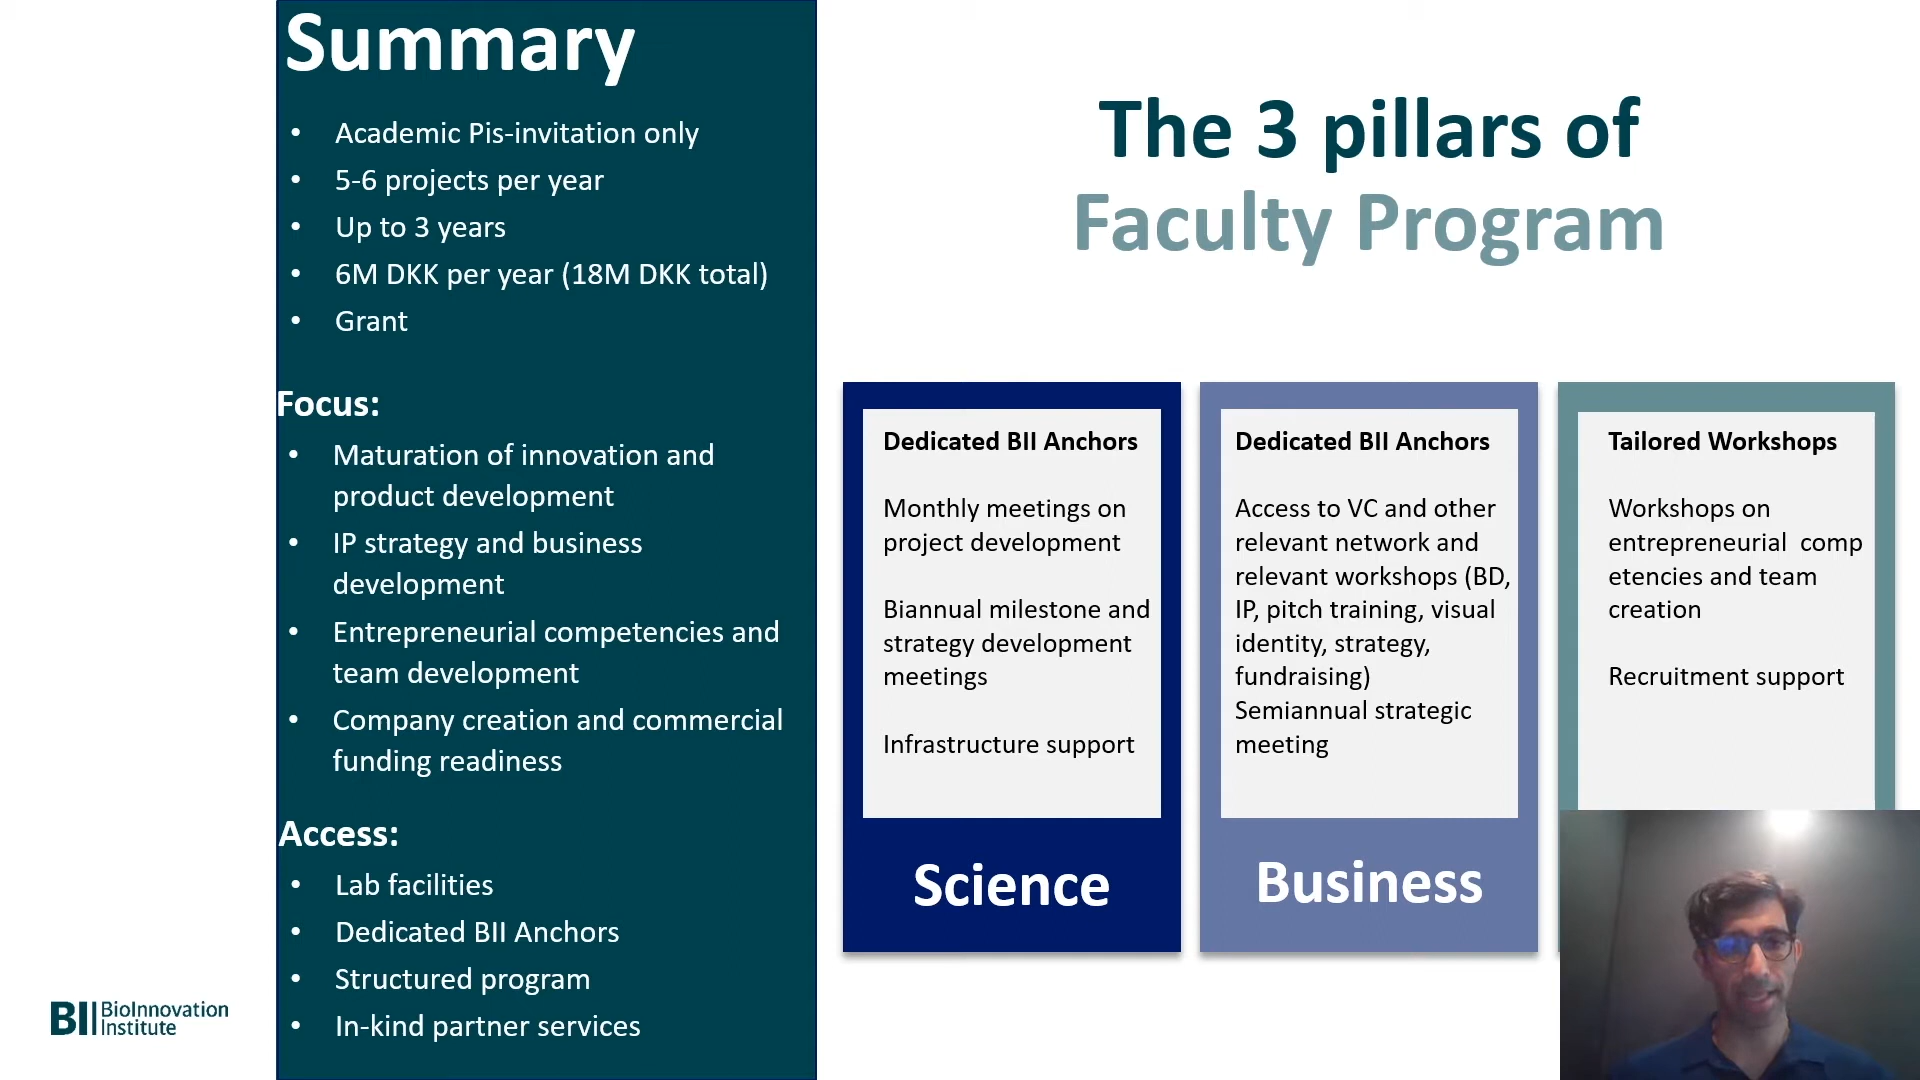 Summary
• Academic Pis-invitation only
• 5-6 projects per year
• Up to 3 years
• 6M DKK per year (18M DKK total)
• Grant
Focus:
• Maturation of innovation and
product development
• IP strategy and business
development
• Entrepreneurial competencies and
team development
• Company creation and commercial
funding readiness
Access:
• Lab facilities
• Dedicated BII Anchors
• Structured program
• In-kind partner services
The 3 pillars of
Faculty Program
Dedicated BII Anchors
Monthly meetings on
project development
Biannual milestone and
strategy development
meetings
Infrastructure support
Science
Dedicated BII Anchors
Access to VC and other
relevant network and
relevant workshops (BD,
IP, pitch training, visual
identity, strategy,
fundraising)
Semiannual strategic
meeting
Business
Tailored Workshops
Workshops on
entrepreneurial comp
etencies and team
creation
Recruitment support
BII BioInnovation
Institute